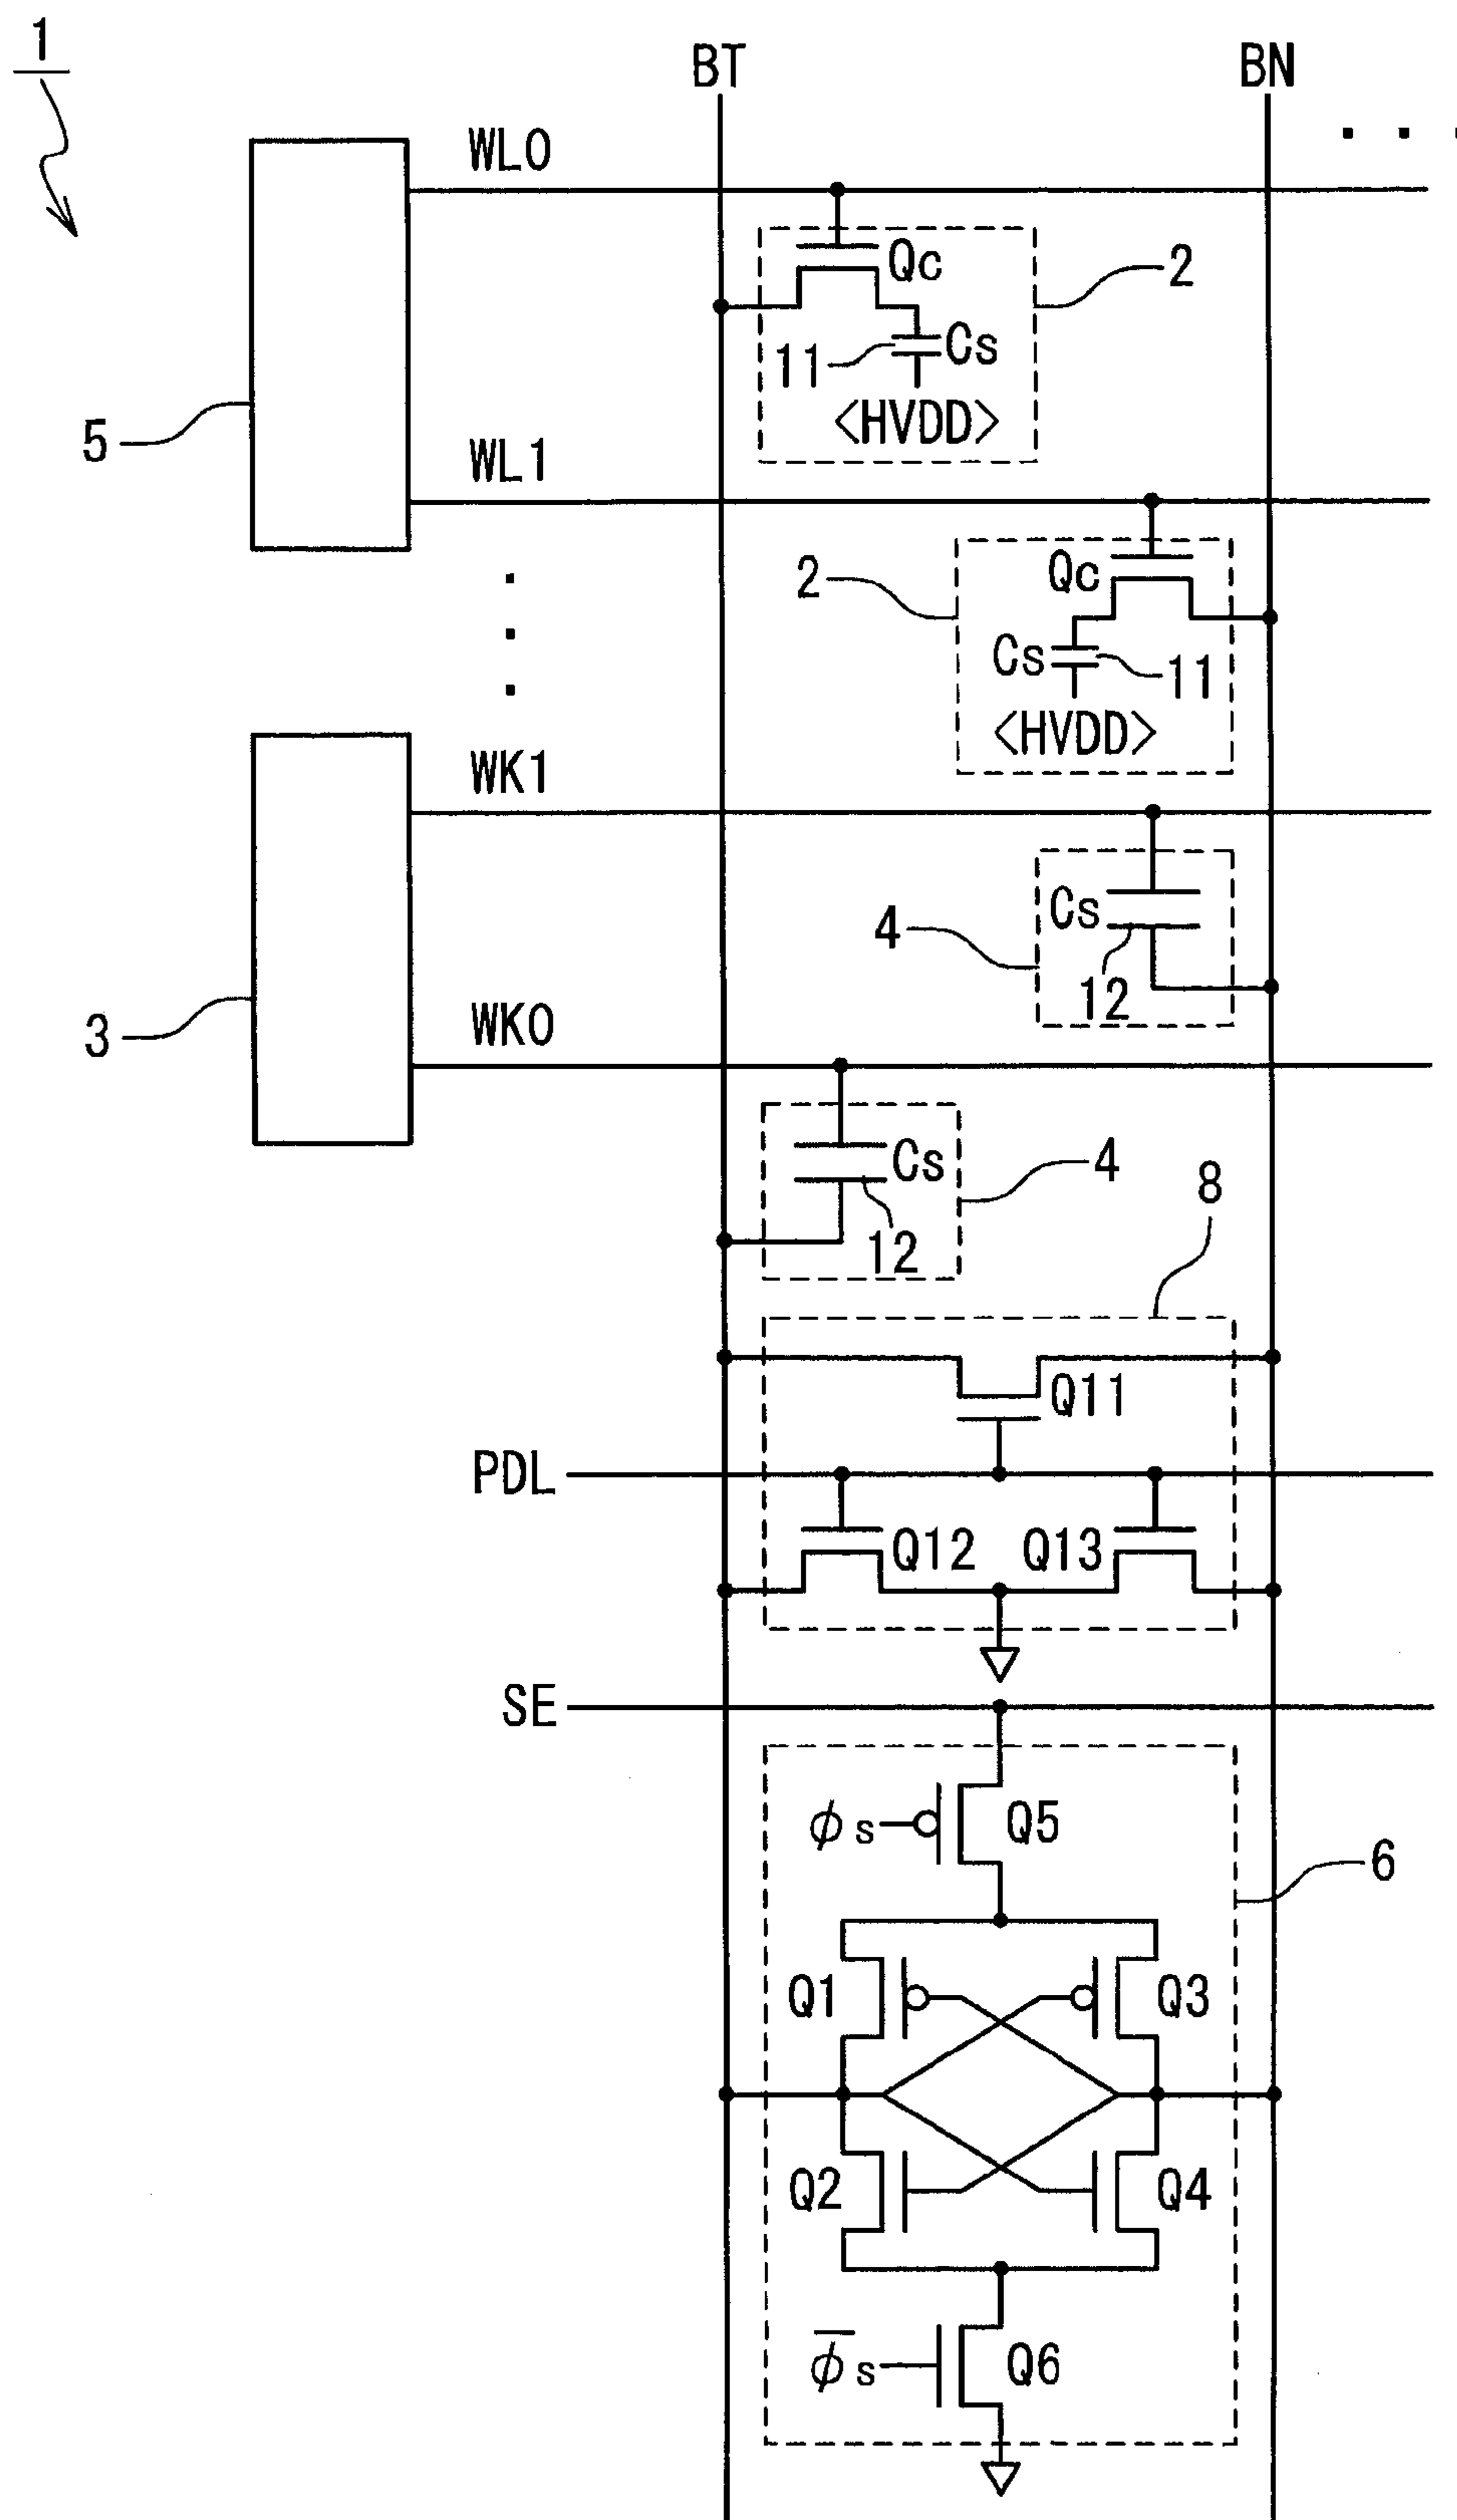 1
BT
BN
WL0
Qc
2
11
Cs
<HVDD>
5
WL1
2
Qc
Cs
11
<HVDD>
WK1
Cs
4
12
3
WK0
Cs
4
8
12
Q11
PDL
Q12
Q13
SE
ϕs
Q5
6
Q1
Q3
Q2
Q4
ϕ̅s
Q6